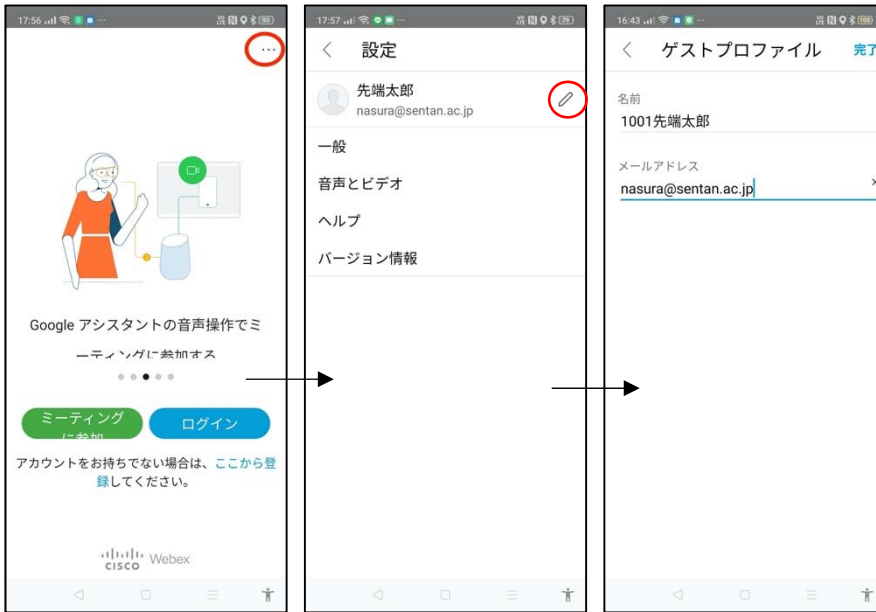 17:56
83
…
Google アシスタントの音声操作でミ
ーティングに参加する
ミーティング
に参加
ログイン
アカウントをお持ちでない場合は、ここから登
録してください。
CISCO Webex
17:57
79
設定
先端太郎
nasura@sentan.ac.jp
一般
音声とビデオ
ヘルプ
バージョン情報
16:43
100
ゲストプロファイル
完了
名前
1001先端太郎
メールアドレス
nasura@sentan.ac.jp